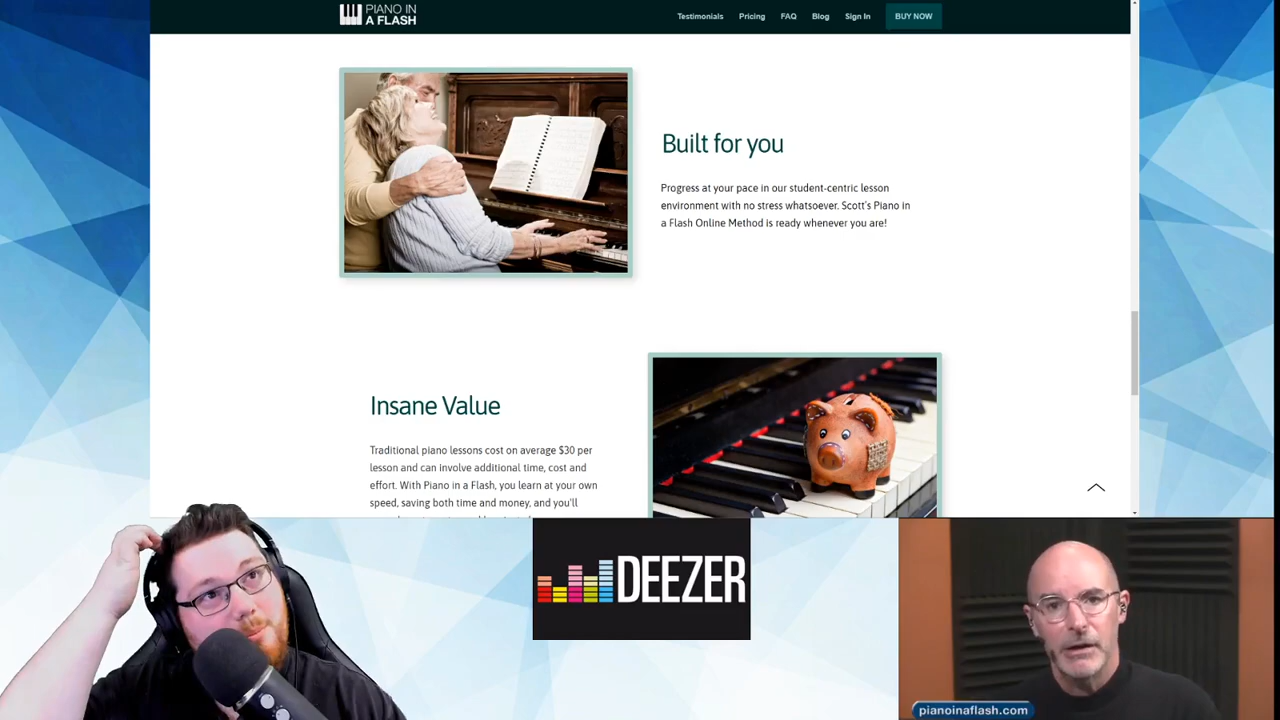 PIANO IN
A FLASH
Testimonials Pricing FAQ Blog Sign In BUY NOW
Built for you
Progress at your pace in our student-centric lesson
environment with no stress whatsoever. Scott's Piano in
a Flash Online Method is ready whenever you are!
Insane Value
Traditional piano lessons cost on average $30 per
lesson and can involve additional time, cost and
effort. With Piano in a Flash, you learn at your own
speed, saving both time and money, and you'll
DEEZER
pianoinaflash.com